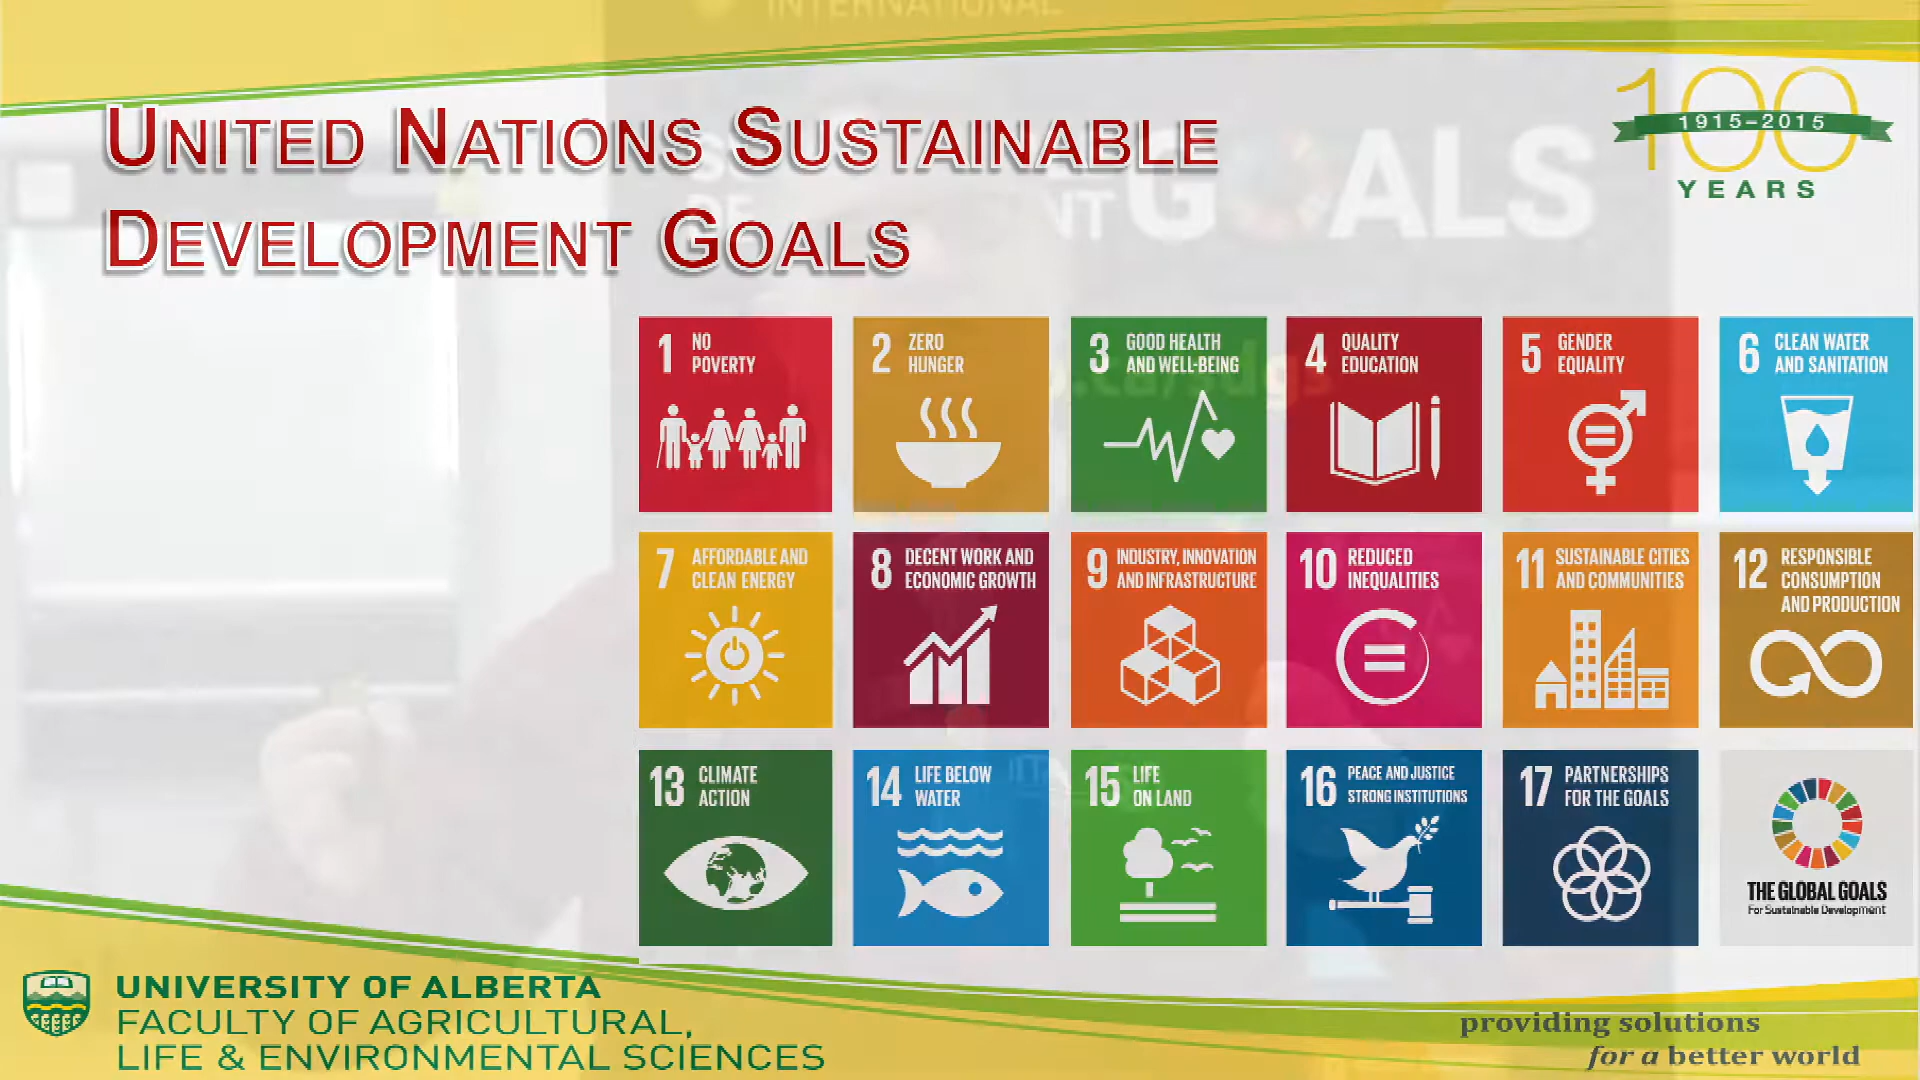 INTERNATIONAL
UNITED NATIONS SUSTAINABLE
DEVELOPMENT GOALS
GOALS
100
1915-2015
YEARS
1 NO
POVERTY
2 ZERO
HUNGER
3 GOOD HEALTH
AND WELL-BEING
4 QUALITY
EDUCATION
5 GENDER
EQUALITY
6 CLEAN WATER
AND SANITATION
7 AFFORDABLE AND
CLEAN ENERGY
8 DECENT WORK AND
ECONOMIC GROWTH
9 INDUSTRY, INNOVATION
AND INFRASTRUCTURE
10 REDUCED
INEQUALITIES
11 SUSTAINABLE CITIES
AND COMMUNITIES
12 RESPONSIBLE
CONSUMPTION
AND PRODUCTION
13 CLIMATE
ACTION
14 LIFE BELOW
WATER
15 LIFE
ON LAND
16 PEACE AND JUSTICE
STRONG INSTITUTIONS
17 PARTNERSHIPS
FOR THE GOALS
THE GLOBAL GOALS
For Sustainable Development
UNIVERSITY OF ALBERTA
FACULTY OF AGRICULTURAL,
LIFE & ENVIRONMENTAL SCIENCES
providing solutions
for a better world